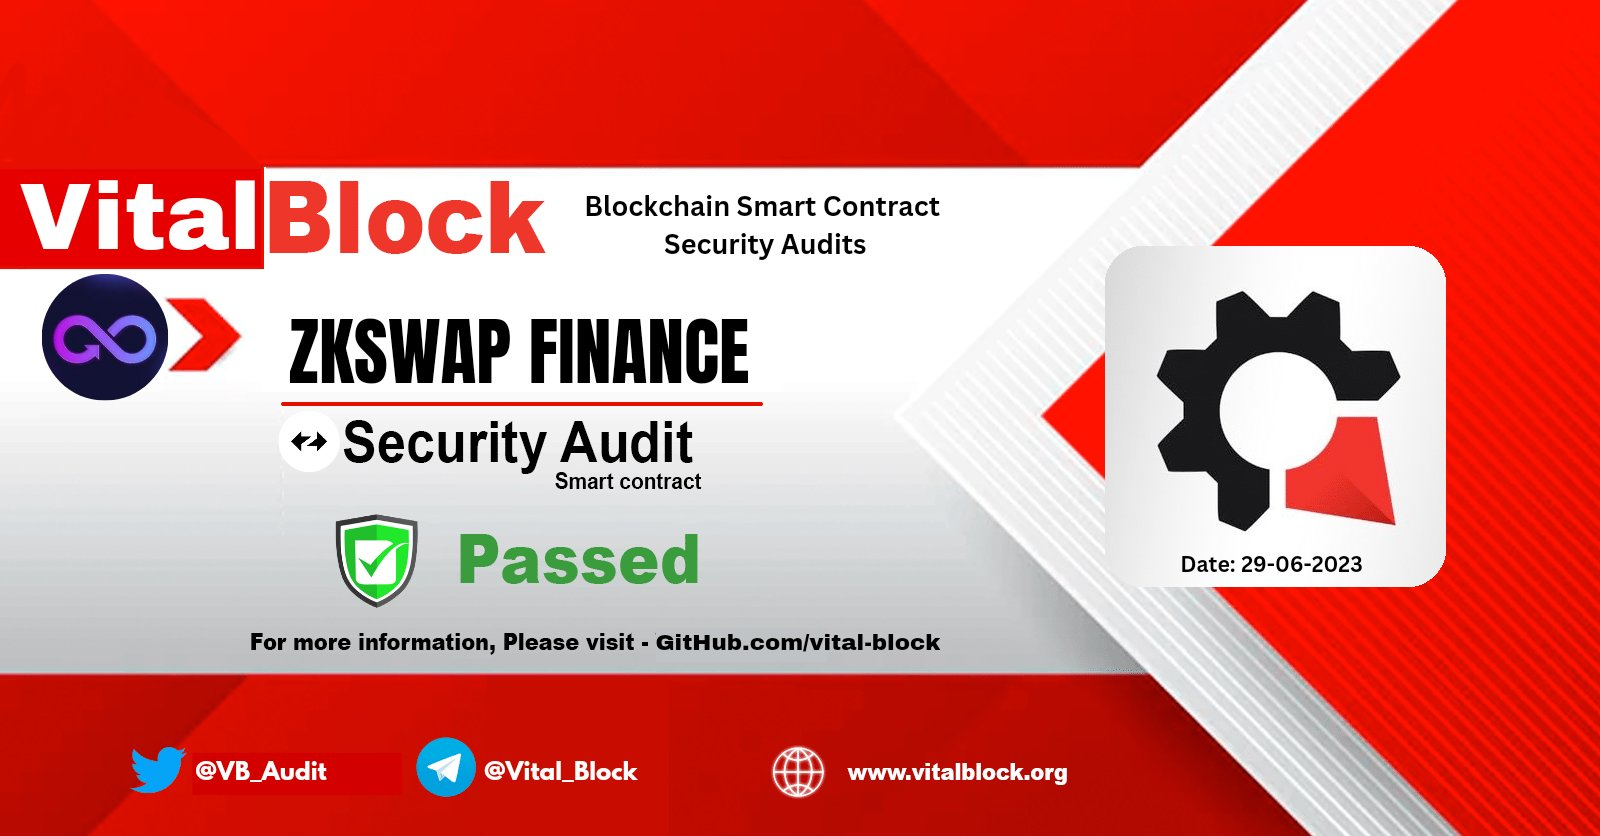 VitalBlock
Blockchain Smart Contract
Security Audits
ZKSWAP FINANCE
Security Audit
Smart contract
Passed
Date: 29-06-2023
For more information, Please visit - GitHub.com/vital-block
@VB_Audit
@Vital_Block
www.vitalblock.org